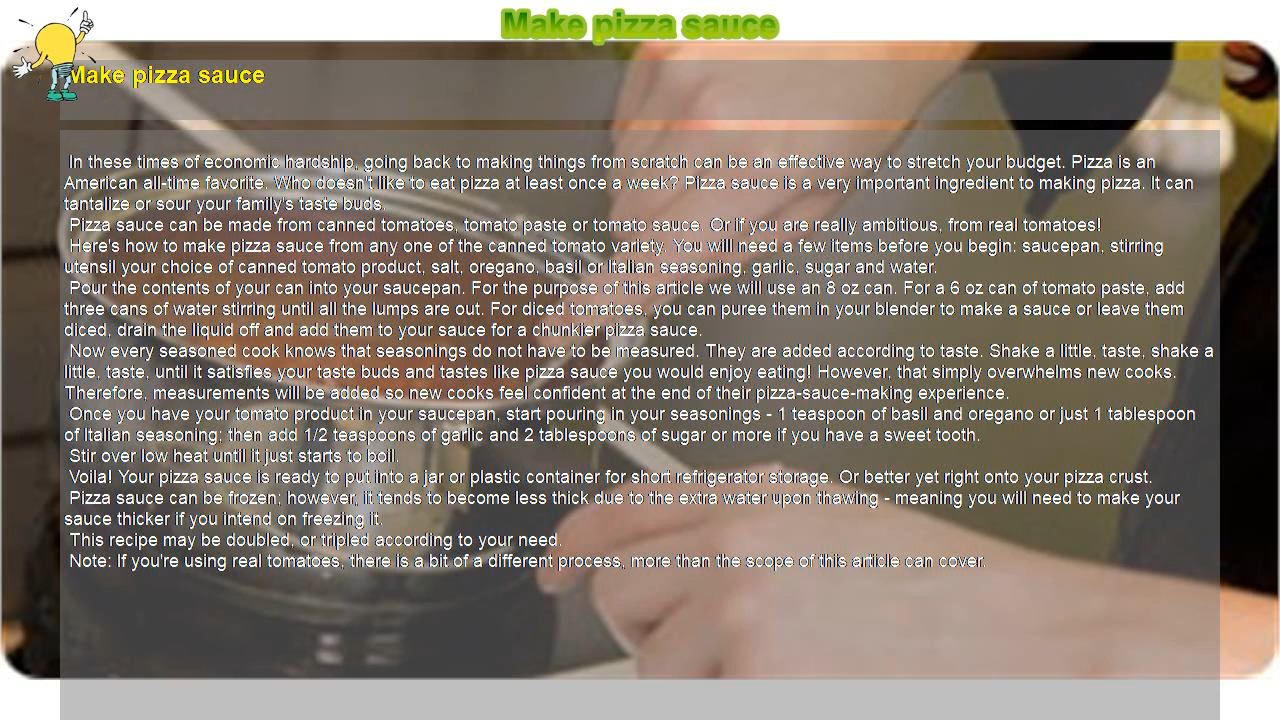 Make pizza sauce
Make pizza sauce
In these times of economic hardship, going back to making things from scratch can be an effective way to stretch your budget. Pizza is an
American all-time favorite. Who doesn't like to eat pizza at least once a week? Pizza sauce is a very important ingredient to making pizza. It can
tantalize or sour your family's taste buds.
Pizza sauce can be made from canned tomatoes, tomato paste or tomato sauce. Or if you are really ambitious, from real tomatoes!
Here's how to make pizza sauce from any one of the canned tomato variety. You will need a few items before you begin: saucepan, stirring
utensil your choice of canned tomato product, salt, oregano, basil or Italian seasoning, garlic, sugar and water.
Pour the contents of your can into your saucepan. For the purpose of this article we will use an 8 oz can. For a 6 oz can of tomato paste, add
three cans of water stirring until all the lumps are out. For diced tomatoes, you can puree them in your blender to make a sauce or leave them
diced, drain the liquid off and add them to your sauce for a chunkier pizza sauce.
Now every seasoned cook knows that seasonings do not have to be measured. They are added according to taste. Shake a little, taste, shake a
little, taste, until it satisfies your taste buds and tastes like pizza sauce you would enjoy eating! However, that simply overwhelms new cooks.
Therefore, measurements will be added so new cooks feel confident at the end of their pizza-sauce-making experience.
Once you have your tomato product in your saucepan, start pouring in your seasonings - 1 teaspoon of basil and oregano or just 1 tablespoon
of Italian seasoning; then add 1/2 teaspoons of garlic and 2 tablespoons of sugar or more if you have a sweet tooth.
Stir over low heat until it just starts to boil.
Voila! Your pizza sauce is ready to put into a jar or plastic container for short refrigerator storage. Or better yet right onto your pizza crust.
Pizza sauce can be frozen; however, it tends to become less thick due to the extra water upon thawing - meaning you will need to make your
sauce thicker if you intend on freezing it.
This recipe may be doubled, or tripled according to your need.
Note: If you're using real tomatoes, there is a bit of a different process, more than the scope of this article can cover.